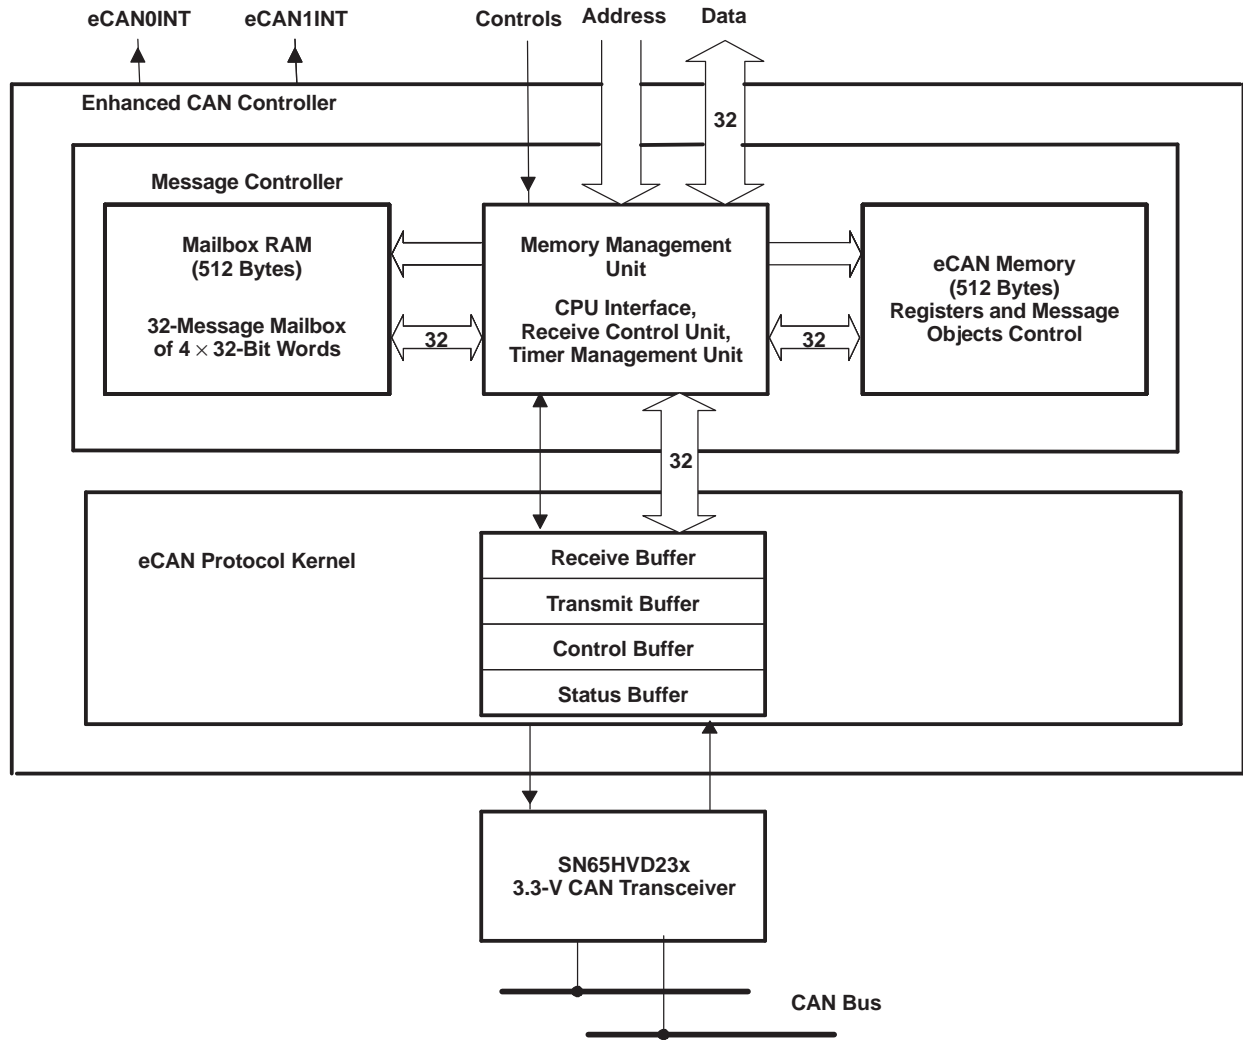 eCAN0INT
eCAN1INT
Controls
Address
Data
Enhanced CAN Controller
32
Message Controller
Mailbox RAM
(512 Bytes)
32-Message Mailbox
of 4 × 32-Bit Words
32
Memory Management
Unit
CPU Interface,
Receive Control Unit,
Timer Management Unit
32
eCAN Memory
(512 Bytes)
Registers and Message
Objects Control
32
eCAN Protocol Kernel
Receive Buffer
Transmit Buffer
Control Buffer
Status Buffer
SN65HVD23x
3.3-V CAN Transceiver
CAN Bus